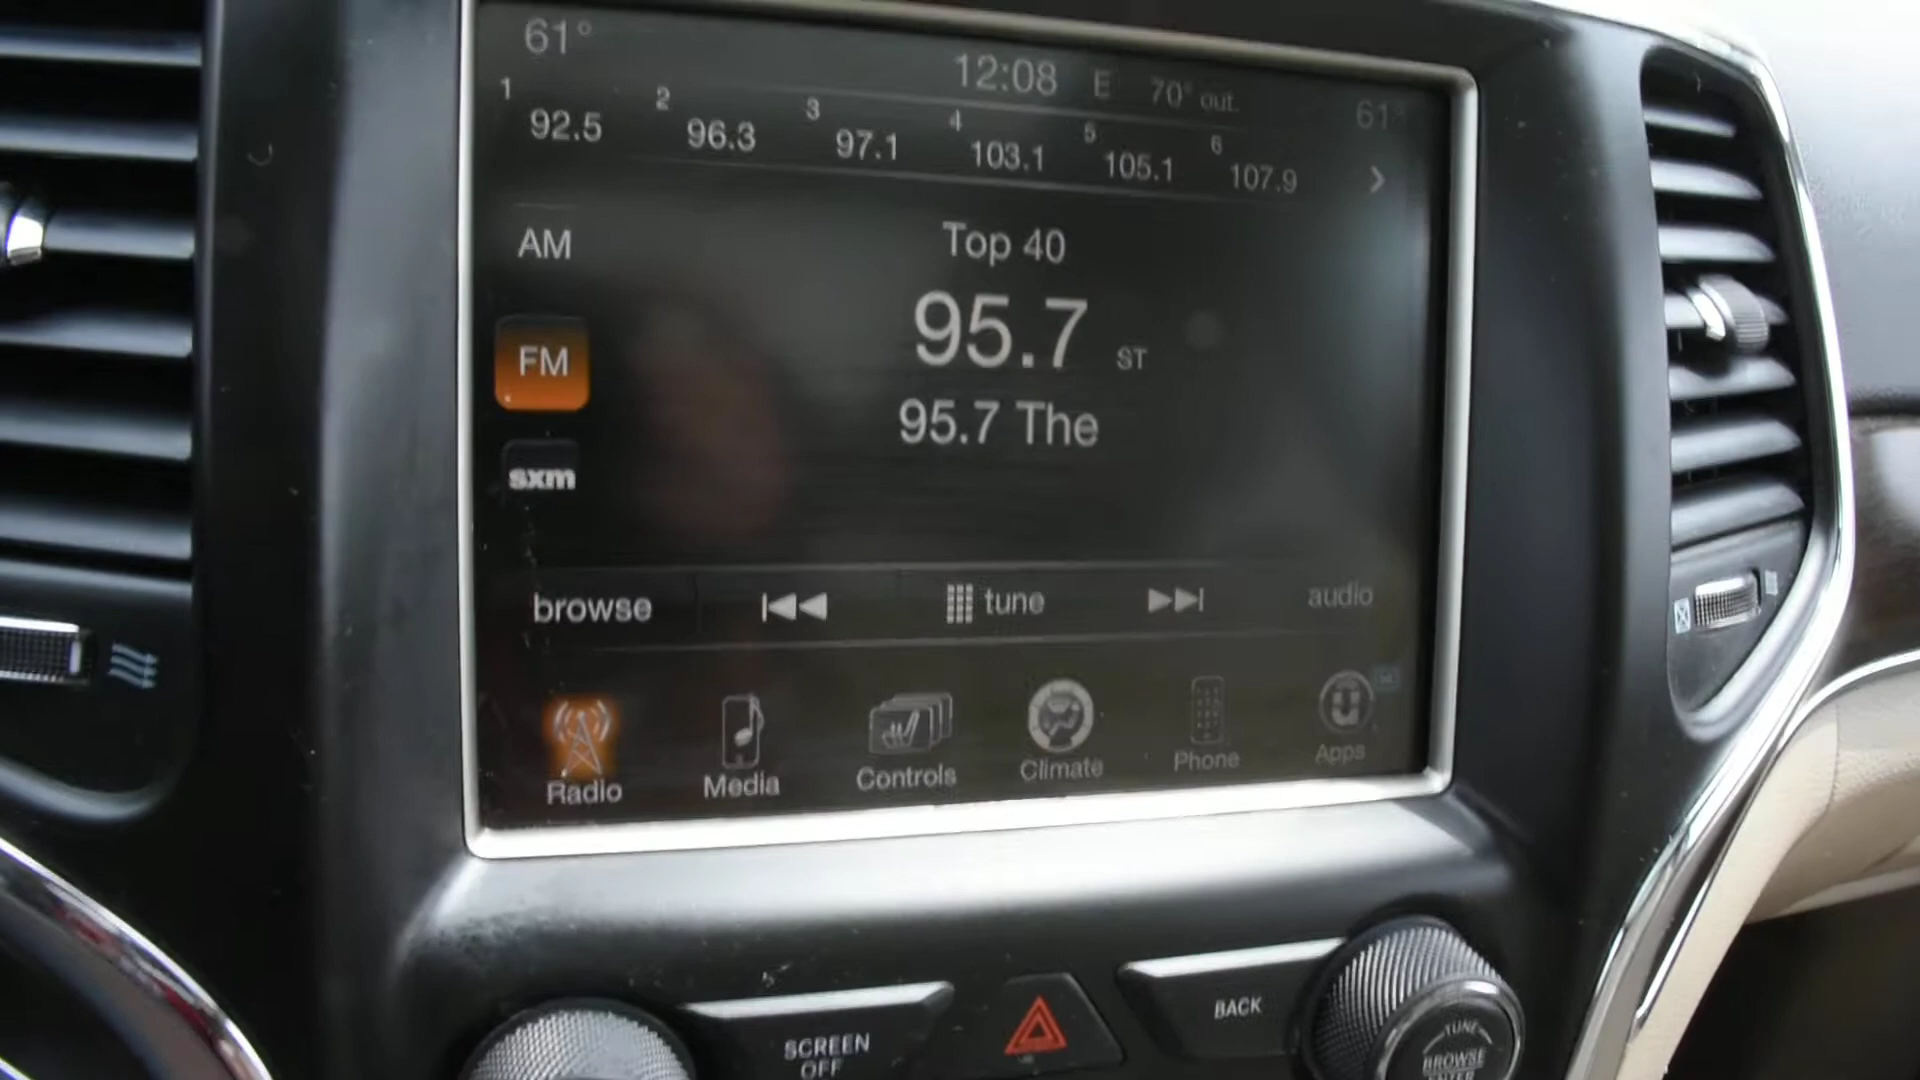 61°
12:08 E 70° out.
61°
1 92.5 2 96.3 3 97.1 4 103.1 5 105.1 6 107.9
AM
Top 40
95.7 ST
FM
95.7 The
sxm
browse tune audio
Radio Media Controls Climate Phone Apps
SCREEN
OFF
BACK
TUNE
BROWSE
ENTER